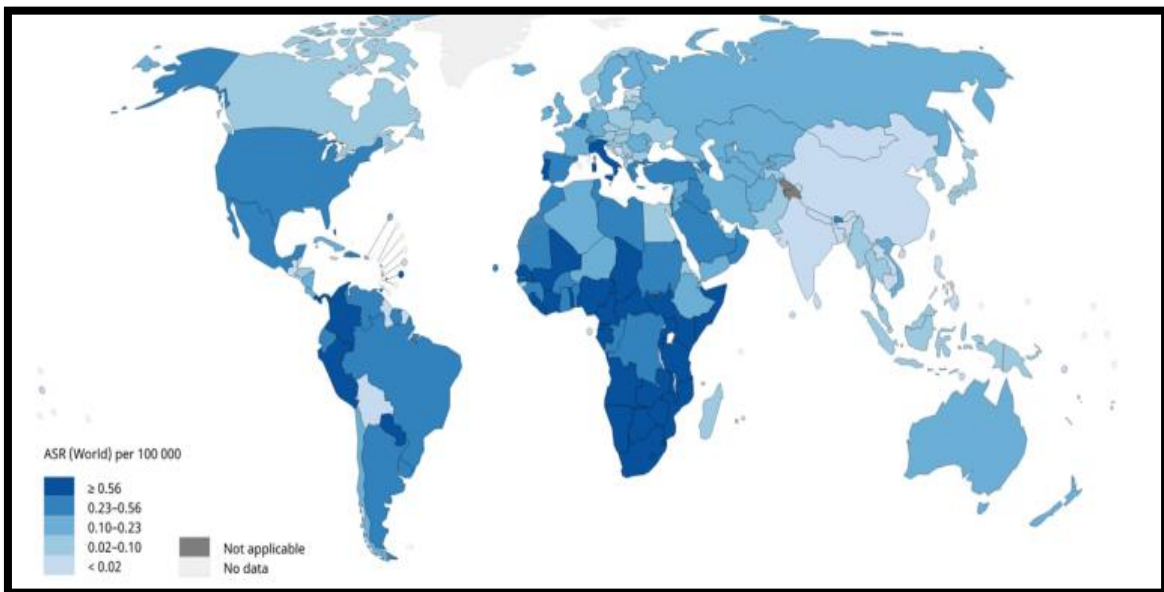 ASR (World) per 100 000
≥ 0.56
0.23–0.56
0.10–0.23
0.02–0.10
< 0.02
Not applicable
No data